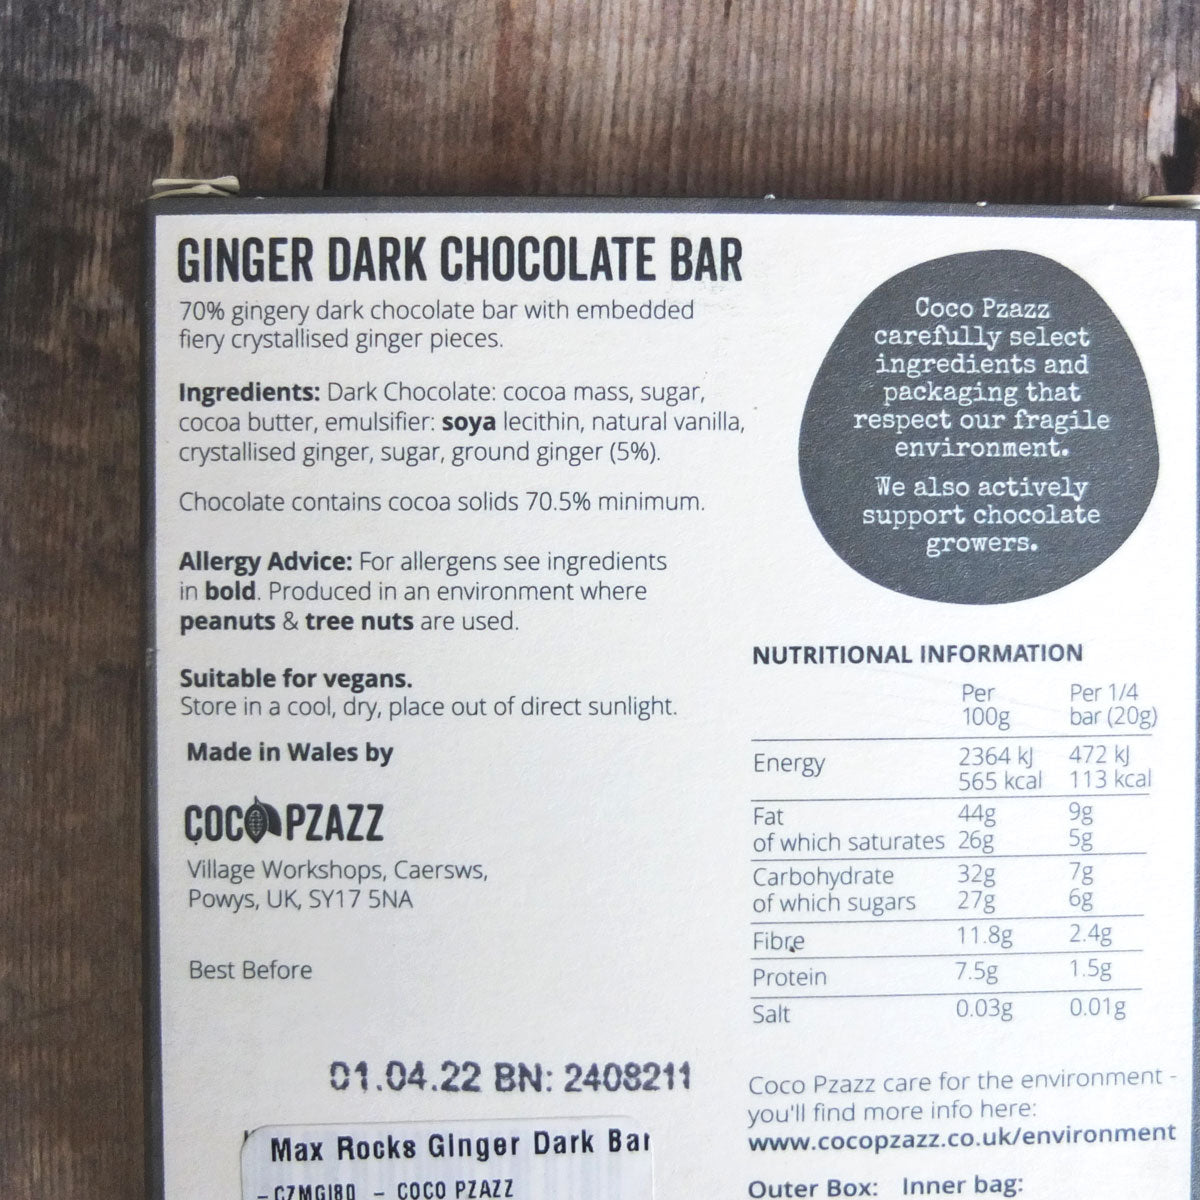 GINGER DARK CHOCOLATE BAR
70% gingery dark chocolate bar with embedded
fiery crystallised ginger pieces.
Ingredients: Dark Chocolate: cocoa mass, sugar,
cocoa butter, emulsifier: soya lecithin, natural vanilla,
crystallised ginger, sugar, ground ginger (5%).
Chocolate contains cocoa solids 70.5% minimum.
Allergy Advice: For allergens see ingredients
in bold. Produced in an environment where
peanuts & tree nuts are used.
Suitable for vegans.
Store in a cool, dry, place out of direct sunlight.
Made in Wales by
COCO PZAZZ
Village Workshops, Caersws,
Powys, UK, SY17 5NA
Best Before
01.04.22 BN: 2408211
Max Rocks Ginger Dark Bar
- CZMGI80 - COCO PZAZZ
Coco Pzazz
carefully select
ingredients and
packaging that
respect our fragile
environment.
We also actively
support chocolate
growers.
NUTRITIONAL INFORMATION
Per 100g Per 1/4 bar (20g)
Energy 2364 kJ 472 kJ
565 kcal 113 kcal
Fat 44g 9g
of which saturates 26g 5g
Carbohydrate 32g 7g
of which sugars 27g 6g
Fibre 11.8g 2.4g
Protein 7.5g 1.5g
Salt 0.03g 0.01g
Coco Pzazz care for the environment -
you'll find more info here:
www.cocopzazz.co.uk/environment
Outer Box: Inner bag: